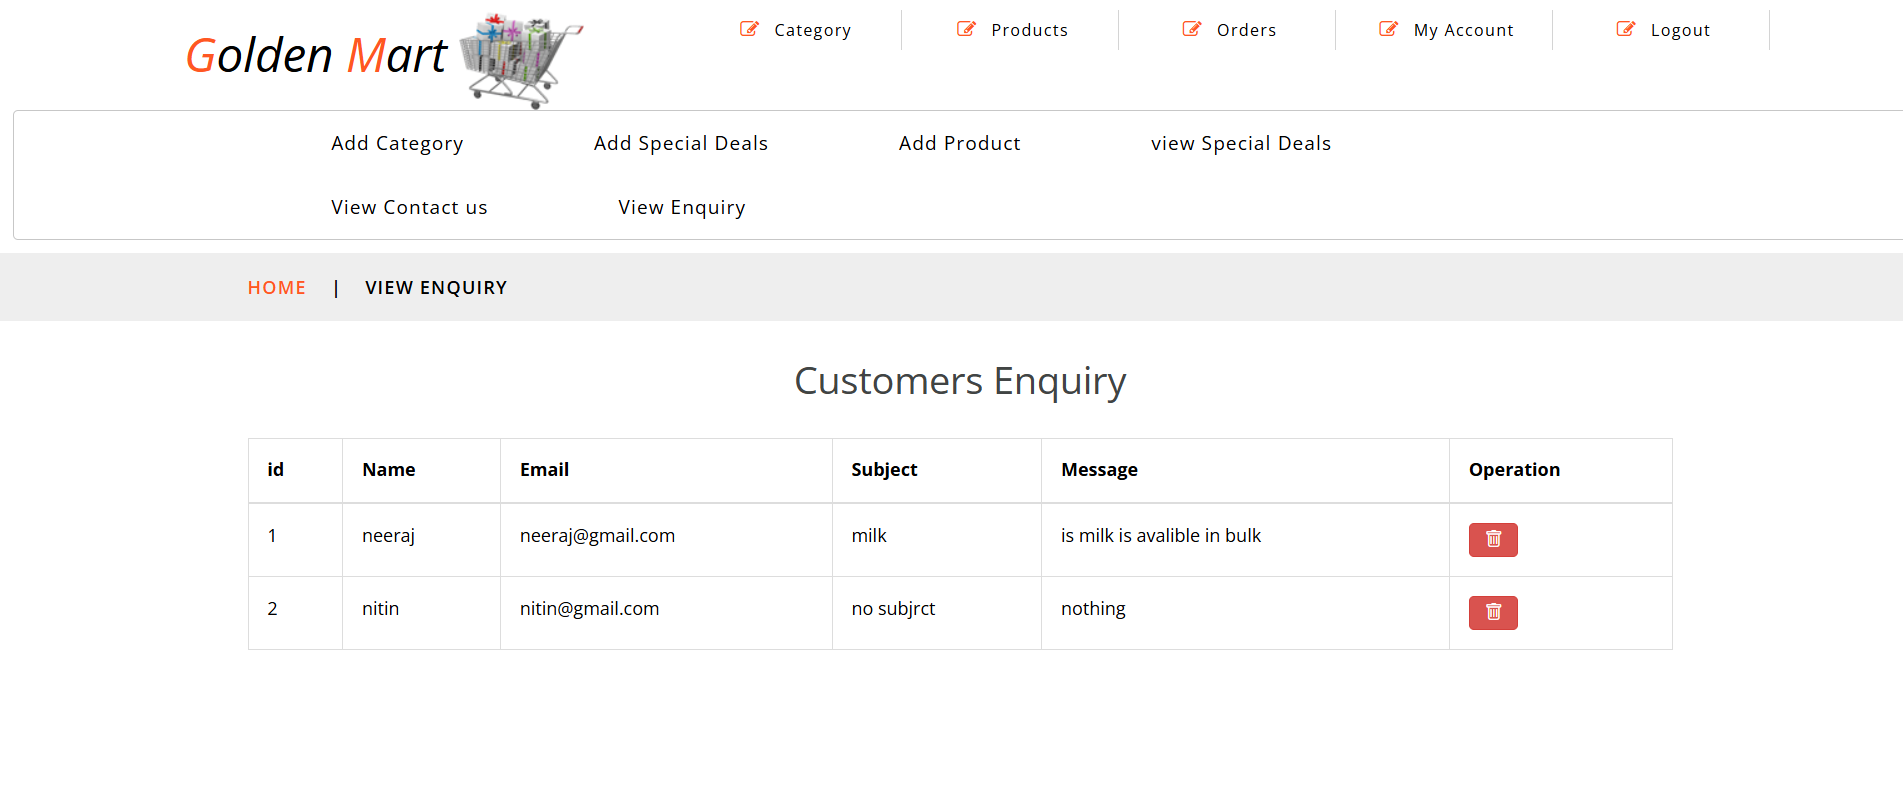 Golden Mart
Category Products Orders My Account Logout
Add Category Add Special Deals Add Product view Special Deals
View Contact us View Enquiry
HOME | VIEW ENQUIRY
Customers Enquiry
id Name Email Subject Message Operation
1 neeraj neeraj@gmail.com milk is milk is avalible in bulk
2 nitin nitin@gmail.com no subjrct nothing